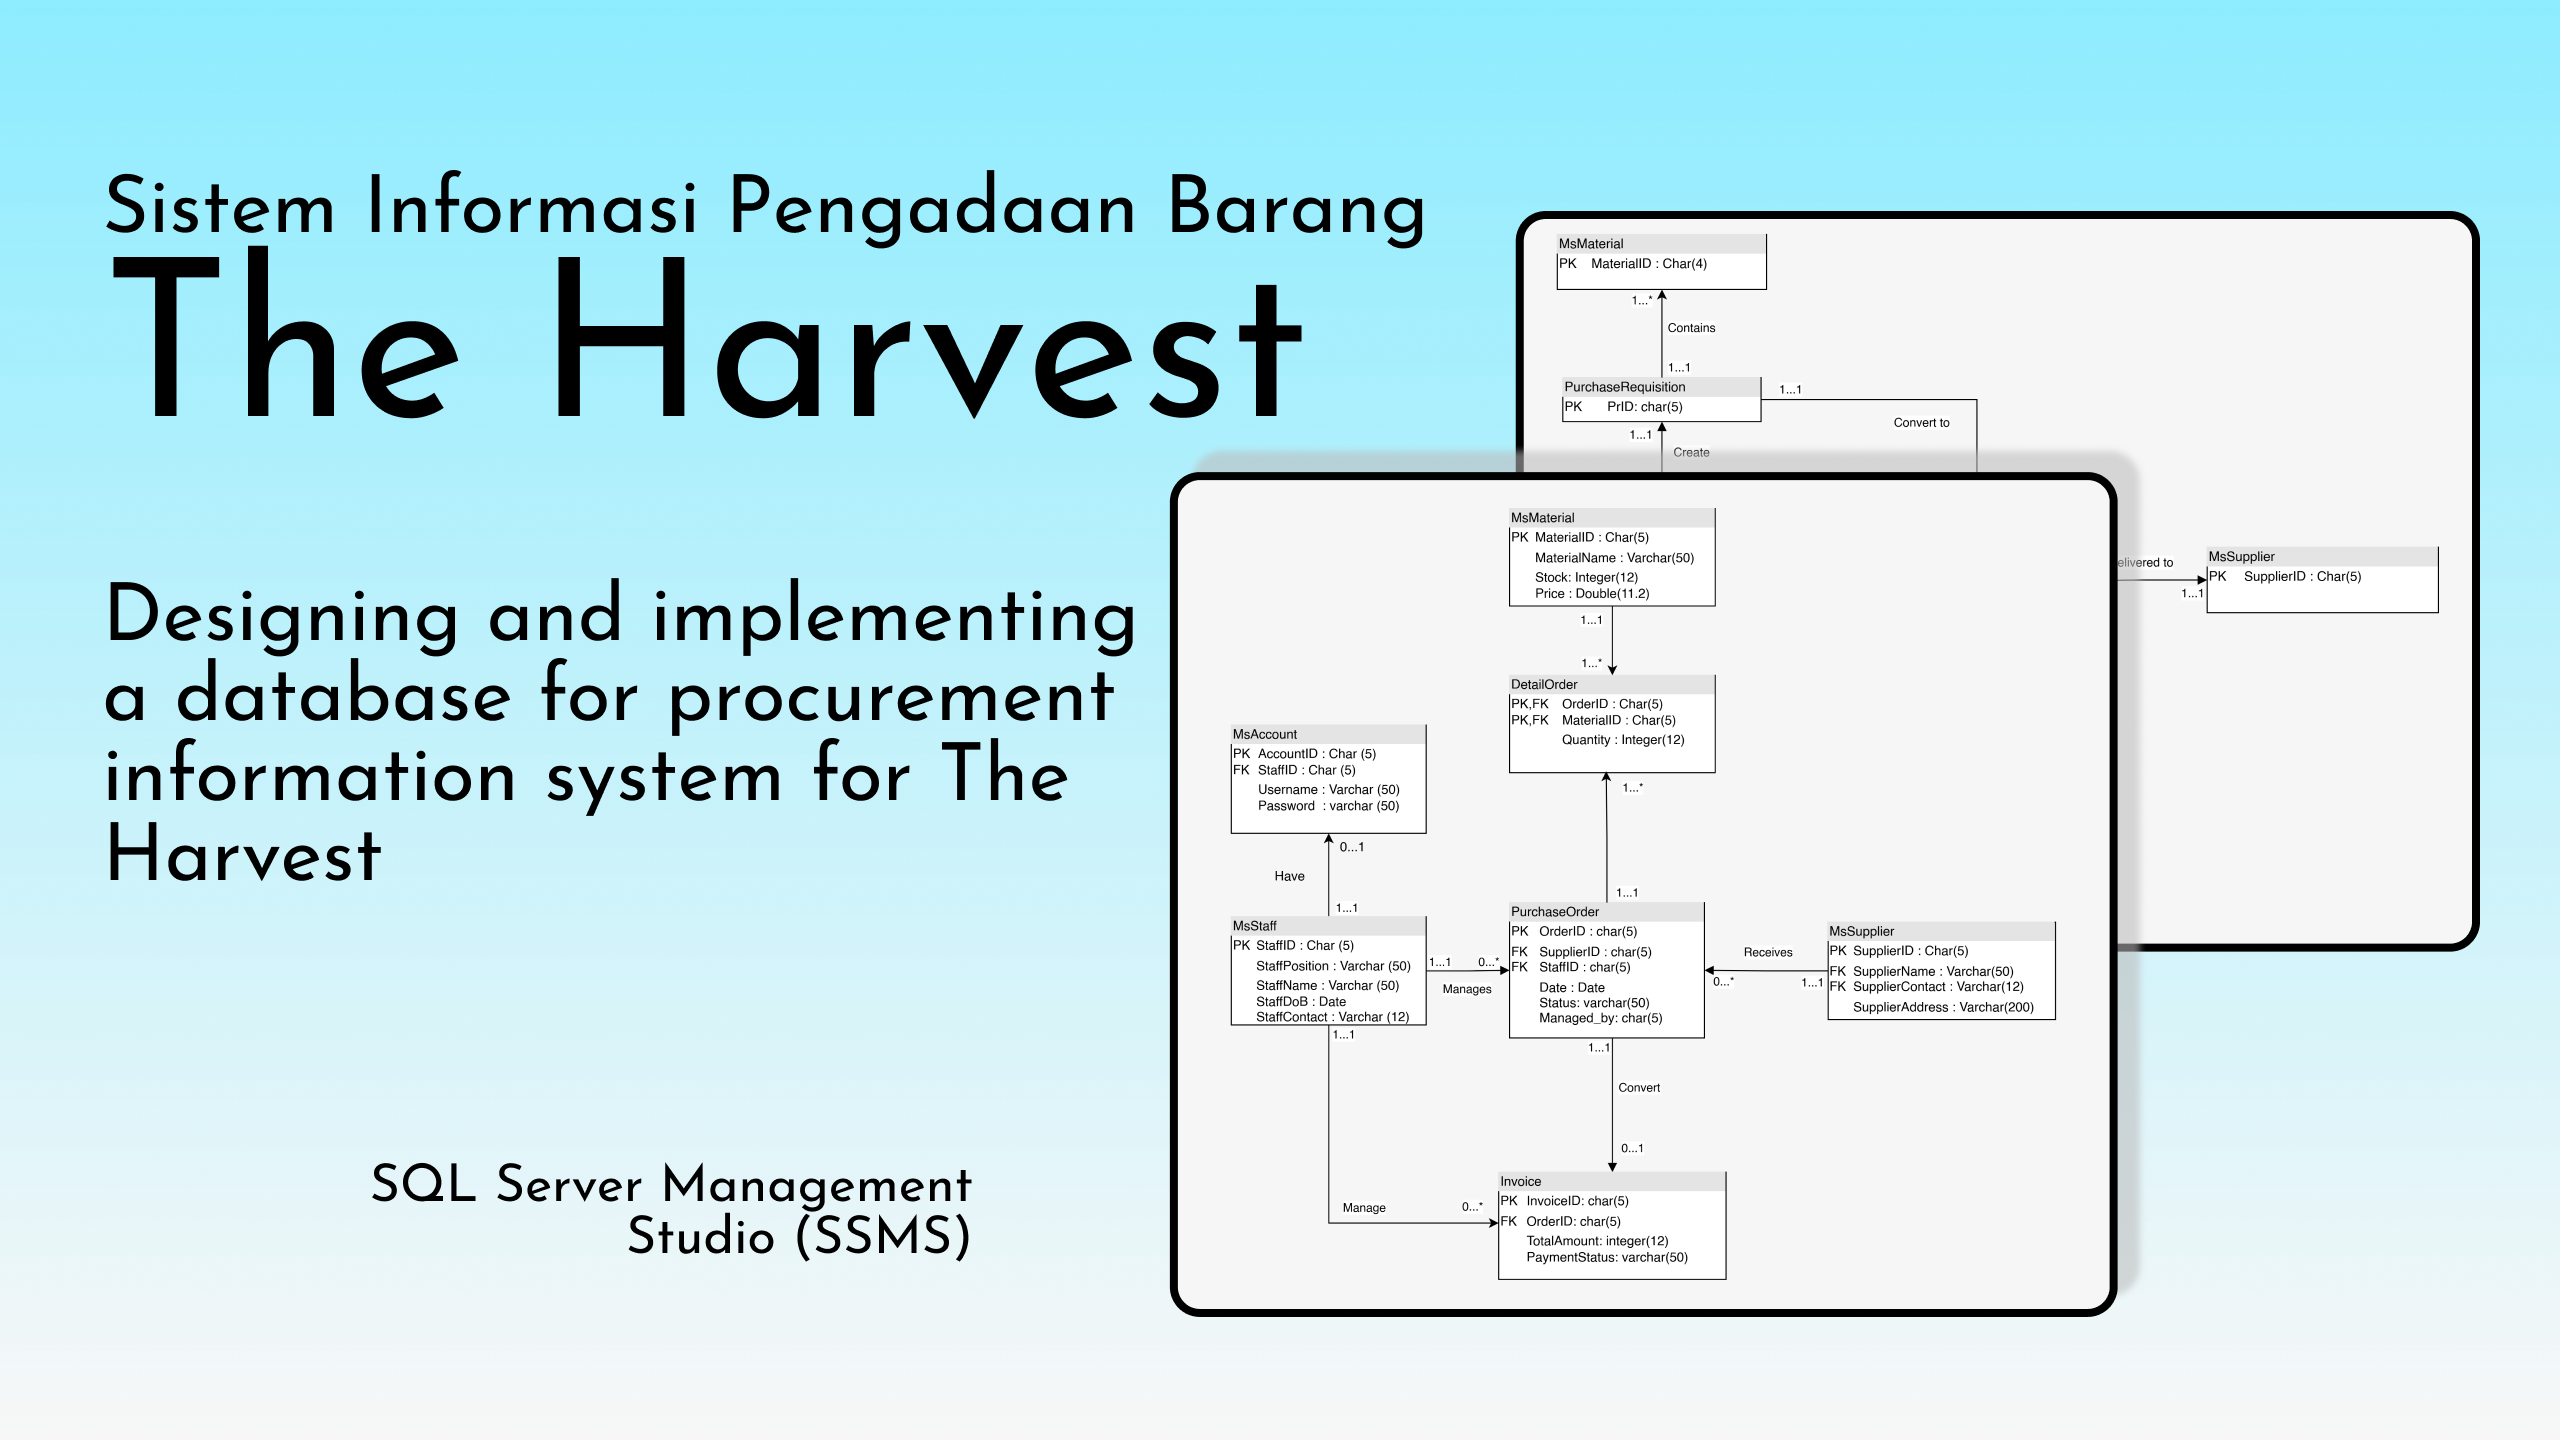 Sistem Informasi Pengadaan Barang
The Harvest
Designing and implementing
a database for procurement
information system for The
Harvest
SQL Server Management
Studio (SSMS)
MsMaterial
PK MaterialID : Char(4)
1...*
Contains
1...1
PurchaseRequisition
PK PrID: char(5)
1...1
Convert to
1...1
Create
elivered to
1...1
MsSupplier
PK SupplierID : Char(5)
MsMaterial
PK MaterialID : Char(5)
MaterialName : Varchar(50)
Stock: Integer(12)
Price : Double(11.2)
1...1
1...*
DetailOrder
PK,FK OrderID : Char(5)
PK,FK MaterialID : Char(5)
Quantity : Integer(12)
1...*
1...1
MsAccount
PK AccountID : Char (5)
FK StaffID : Char (5)
Username : Varchar (50)
Password : varchar (50)
0...1
Have
1...1
MsStaff
PK StaffID : Char (5)
StaffPosition : Varchar (50)
StaffName : Varchar (50)
StaffDoB : Date
StaffContact : Varchar (12)
1...1 0...*
Manages
PurchaseOrder
PK OrderID : char(5)
FK SupplierID : char(5)
FK StaffID : char(5)
Date : Date
Status: varchar(50)
Managed_by: char(5)
Receives
0...* 1...1
MsSupplier
PK SupplierID : Char(5)
FK SupplierName : Varchar(50)
FK SupplierContact : Varchar(12)
SupplierAddress : Varchar(200)
1...1
1...1
Convert
0...1
Manage 0...*
Invoice
PK InvoiceID: char(5)
FK OrderID: char(5)
TotalAmount: integer(12)
PaymentStatus: varchar(50)